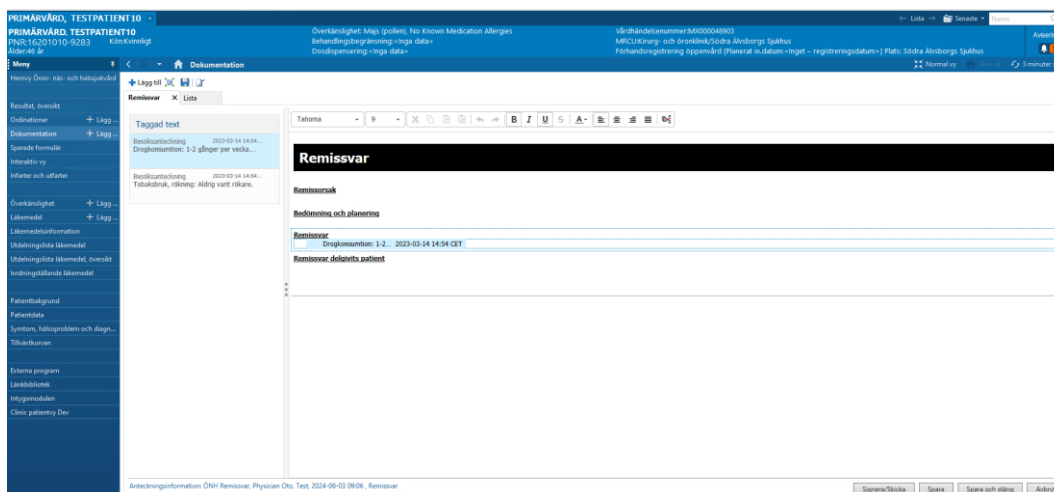 PRIMÄRVÅRD, TESTPATIENT10
Lista
Senaste
Namn
PRIMÄRVÅRD, TESTPATIENT10
PNR:16201010-9283 Kön:Kvinnligt
Ålder:46 år
Överkänslighet: Majs (pollen), No Known Medication Allergies
Behandlingsbegränsning:<Inga data>
Dosdispensering:<Inga data>
Vårdhändelsenummer:MX000048903
MRCU:Kirurg- och öronklinik/Södra Älvsborgs Sjukhus
Förhandsregistrering öppenvård [Planerat in.datum:<Inget – registreringsdatum>] Plats: Södra Älvsborgs Sjukhus
Meny
Dokumentation
Normal vy
3 minuter
Hemvy Öron- näs- och halssjukvård
Resultat, översikt
Ordinationer + Lägg ...
Dokumentation + Lägg ...
Sparade formulär
Interaktiv vy
Infarter och utfarter
Överkänslighet + Lägg ...
Läkemedel + Lägg ...
Läkemedelsinformation
Utdelningslista läkemedel
Utdelningslista läkemedel, översikt
Iordningställande läkemedel
Patientbakgrund
Patientdata
Symtom, hälsoproblem och diagn...
Tillväxtkurvan
Externa program
Länkbibliotek
Intygsmodulen
Clinic patientvy Dev
Lägg till
Remissvar × Lista
Taggad text
Besöksanteckning 2023-03-14 14:54...
Drogkonsumtion: 1-2 gånger per vecka....
Besöksanteckning 2023-03-14 14:54...
Tobaksbruk, rökning: Aldrig varit rökare.
Tahoma 9 B I U S A
Remissvar
Remissorsak
Bedömning och planering
Remissvar
Drogkonsumtion: 1-2... 2023-03-14 14:54 CET
Remissvar delgivits patient
Anteckningsinformation: ÖNH Remissvar, Physician Oto, Test, 2024-06-03 09:06 , Remissvar
Signera/Skicka Spara Spara och stäng Avbry